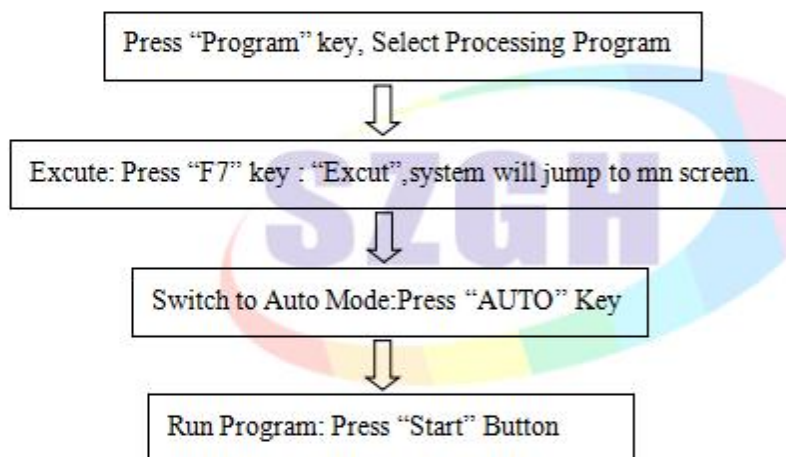 Press “Program” key, Select Processing Program
Excute: Press “F7” key : “Excut”,system will jump to mn screen.
SZGH
Switch to Auto Mode:Press “AUTO” Key
Run Program: Press “Start” Button